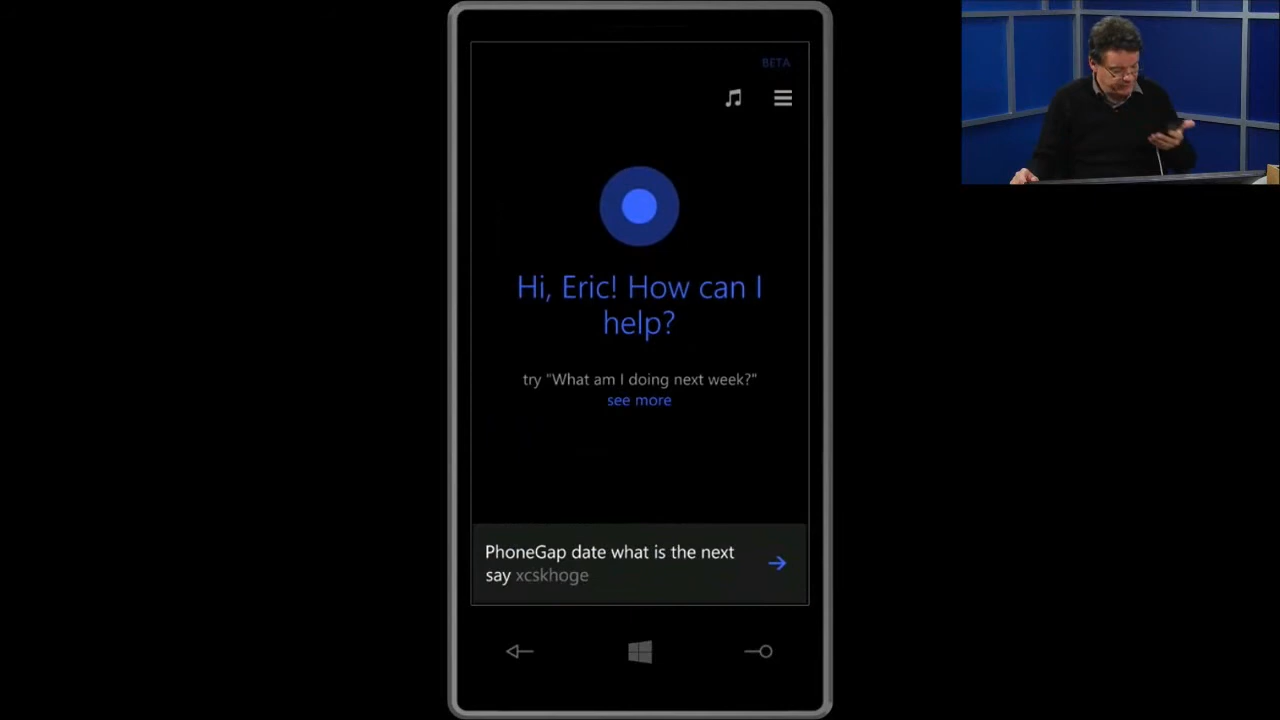 BETA
Hi, Eric! How can I
help?
try "What am I doing next week?"
see more
PhoneGap date what is the next
say xcskhoge